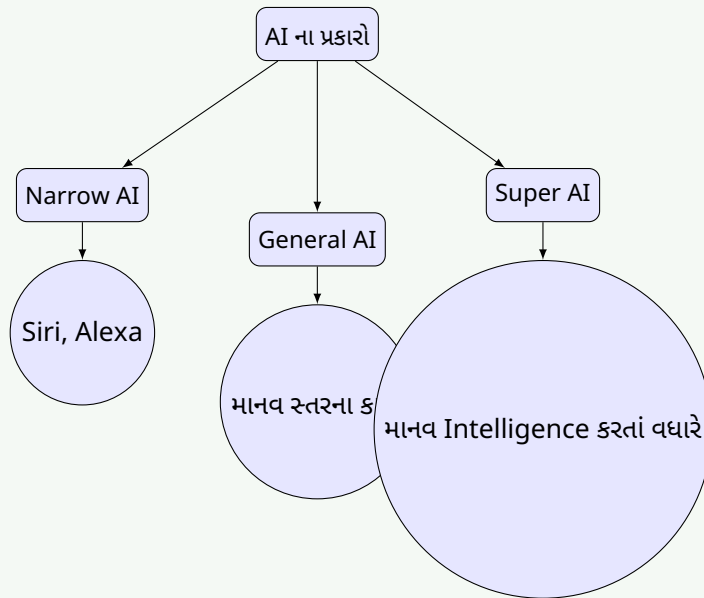 AI ના પ્રકારો
Narrow AI
General AI
Super AI
Siri, Alexa
માનવ સ્તરના
માનવ Intelligence કરતાં વધારે